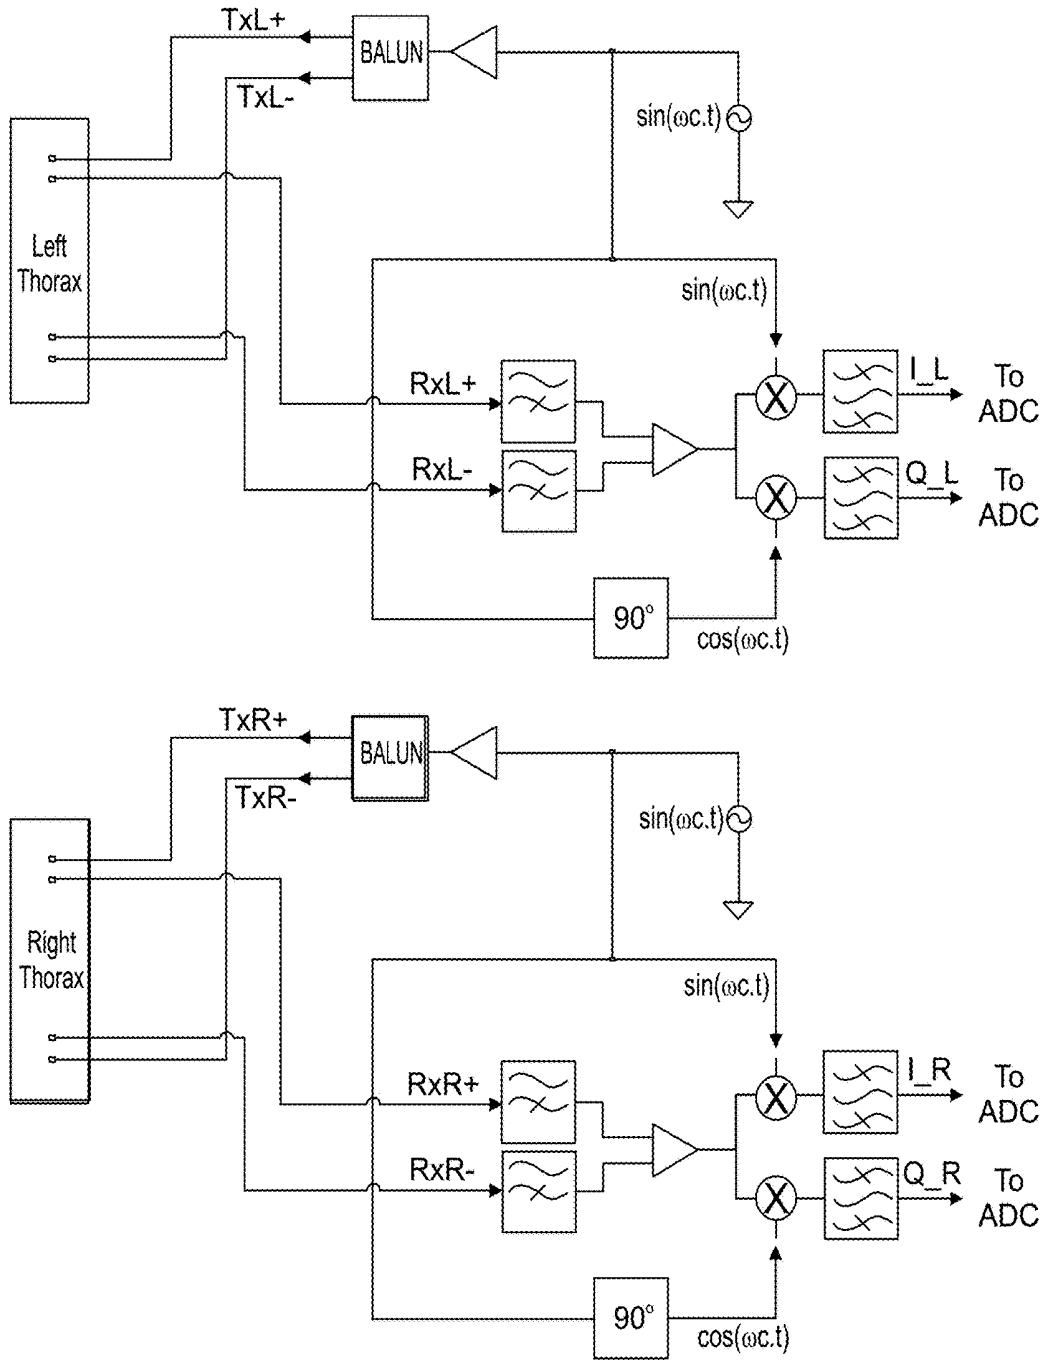 TxL+
BALUN
TxL-
sin(ωc.t)
Left
Thorax
sin(ωc.t)
RxL+
I_L
To
ADC
RxL-
Q_L
To
ADC
90°
cos(ωc.t)
TxR+
BALUN
TxR-
sin(ωc.t)
Right
Thorax
sin(ωc.t)
RxR+
I_R
To
ADC
RxR-
Q_R
To
ADC
90°
cos(ωc.t)